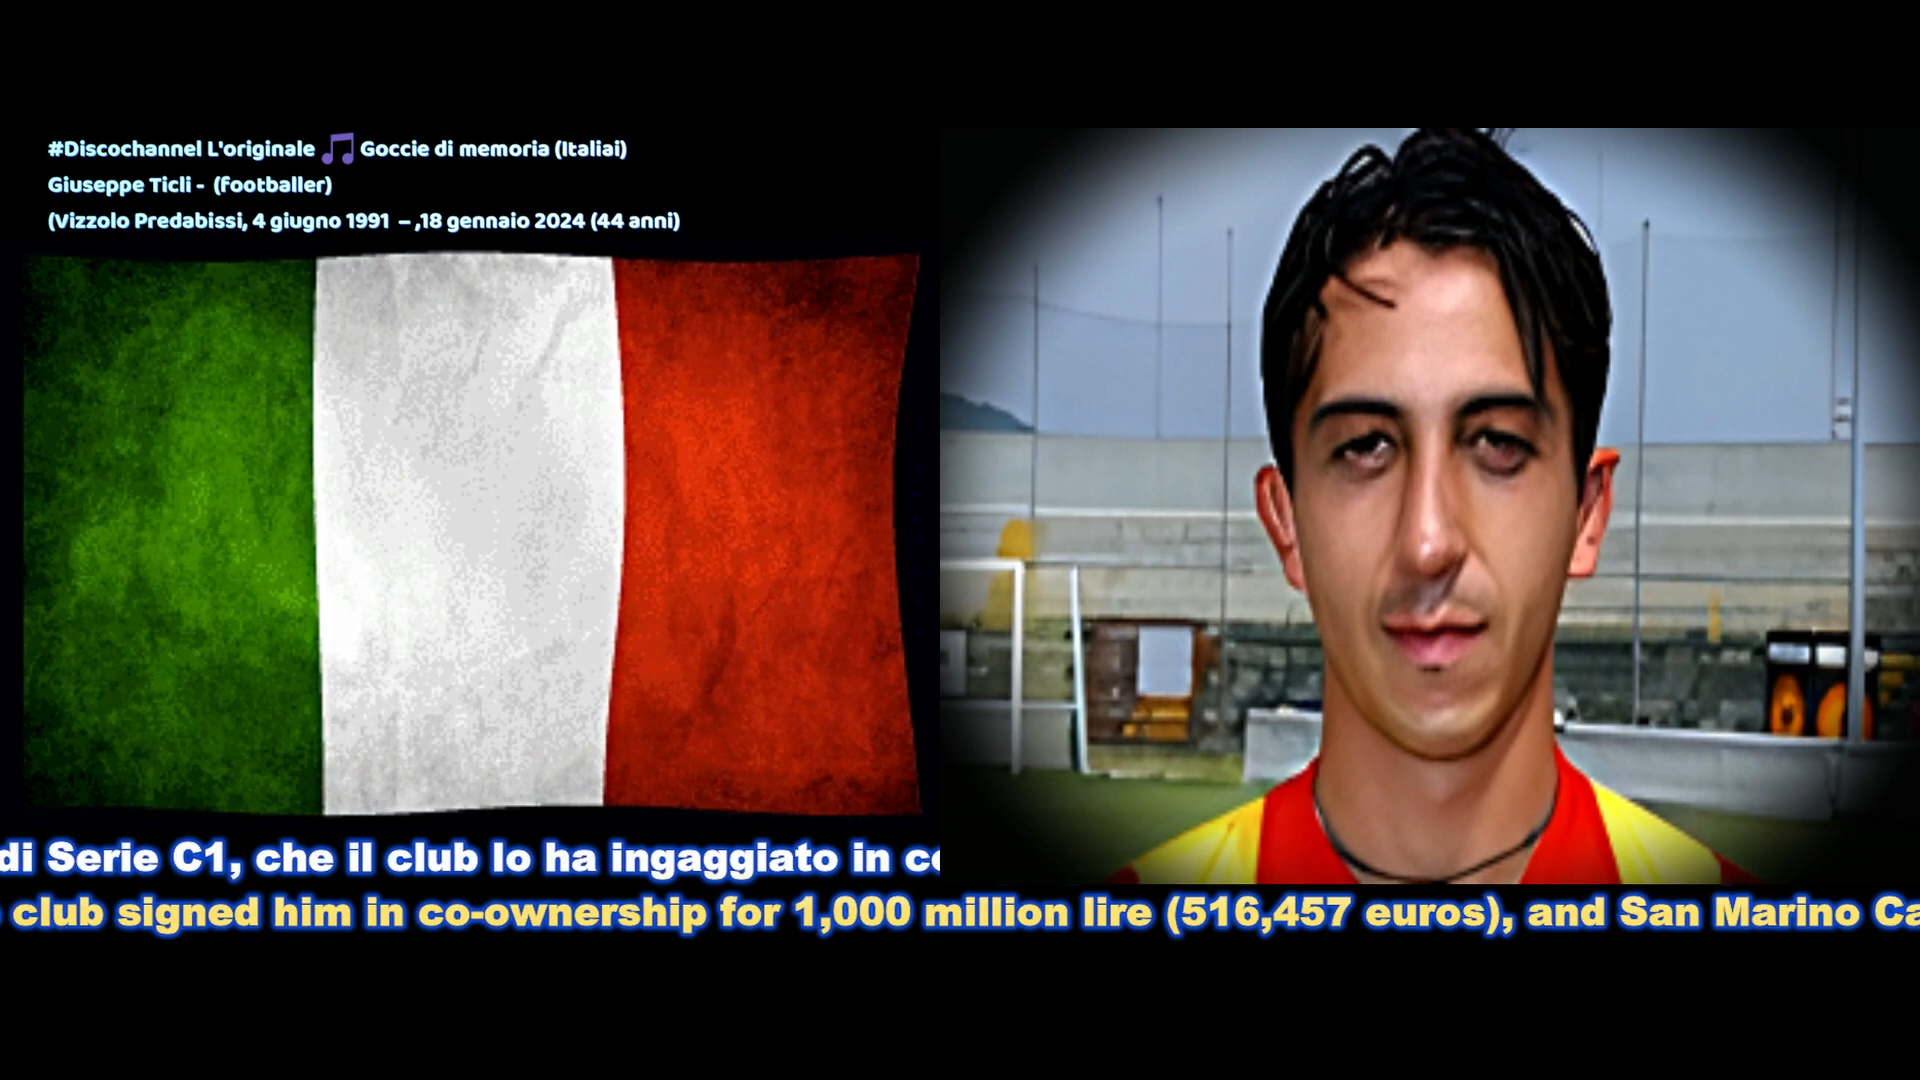 #Discochannel L'originale 🎵 Goccie di memoria (Italiai)
Giuseppe Ticli - (footballer)
(Vizzolo Predabissi, 4 giugno 1991 – ,18 gennaio 2024 (44 anni)
di Serie C1, che il club lo ha ingaggiato in co
club signed him in co-ownership for 1,000 million lire (516,457 euros), and San Marino Ca